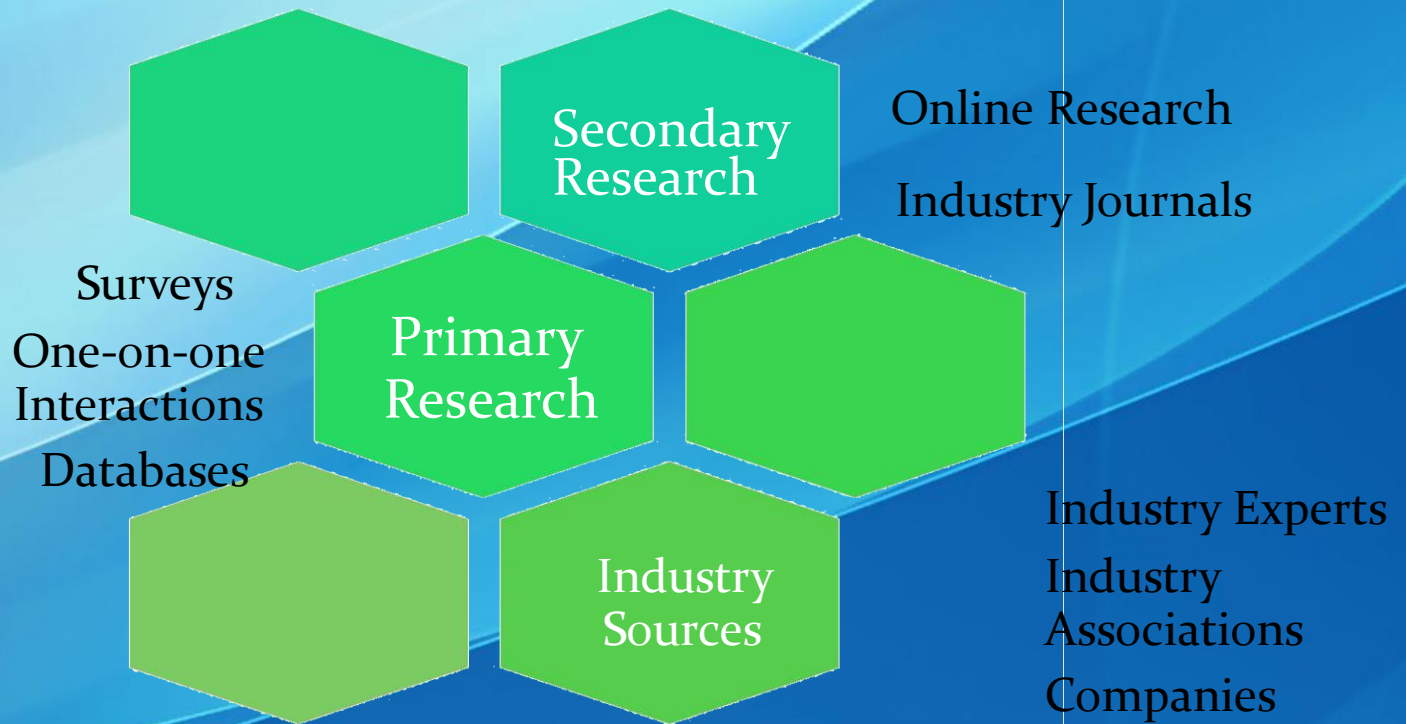 Secondary
Research
Online Research
Industry Journals
Surveys
One-on-one
Interactions
Databases
Primary
Research
Industry
Sources
Industry Experts
Industry
Associations
Companies